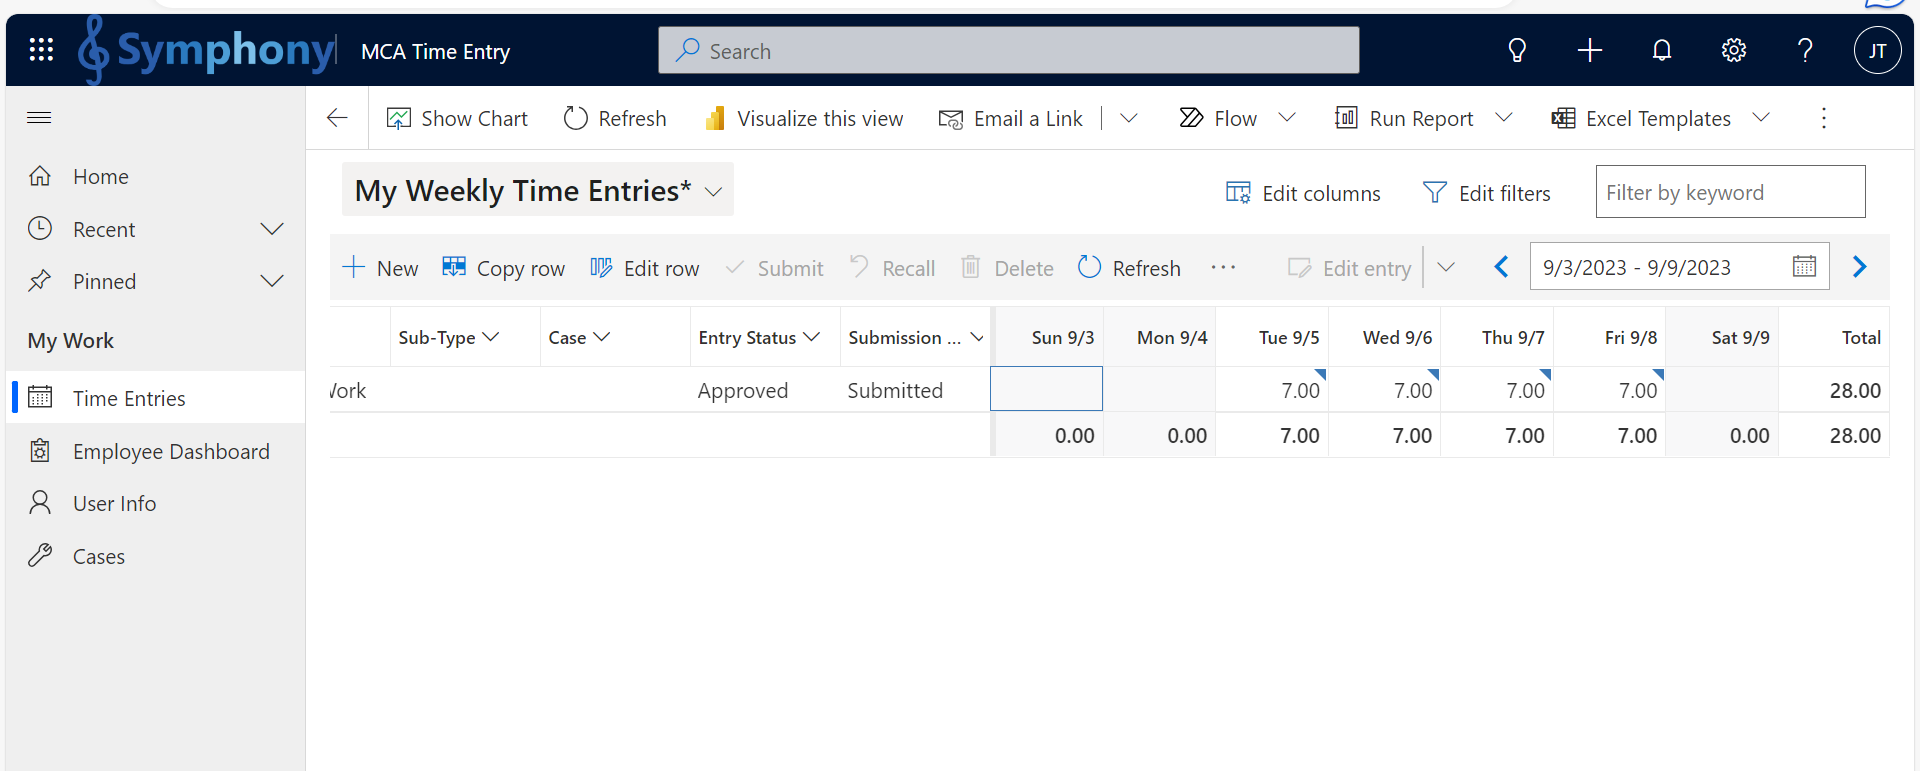 Symphony MCA Time Entry Search JT
Show Chart Refresh Visualize this view Email a Link Flow Run Report Excel Templates
Home
Recent
Pinned
My Work
Time Entries
Employee Dashboard
User Info
Cases
My Weekly Time Entries* Edit columns Edit filters Filter by keyword
New Copy row Edit row Submit Recall Delete Refresh ... Edit entry 9/3/2023 - 9/9/2023
Sub-Type Case Entry Status Submission ... Sun 9/3 Mon 9/4 Tue 9/5 Wed 9/6 Thu 9/7 Fri 9/8 Sat 9/9 Total
Approved Submitted 7.00 7.00 7.00 7.00 28.00
0.00 0.00 7.00 7.00 7.00 7.00 0.00 28.00